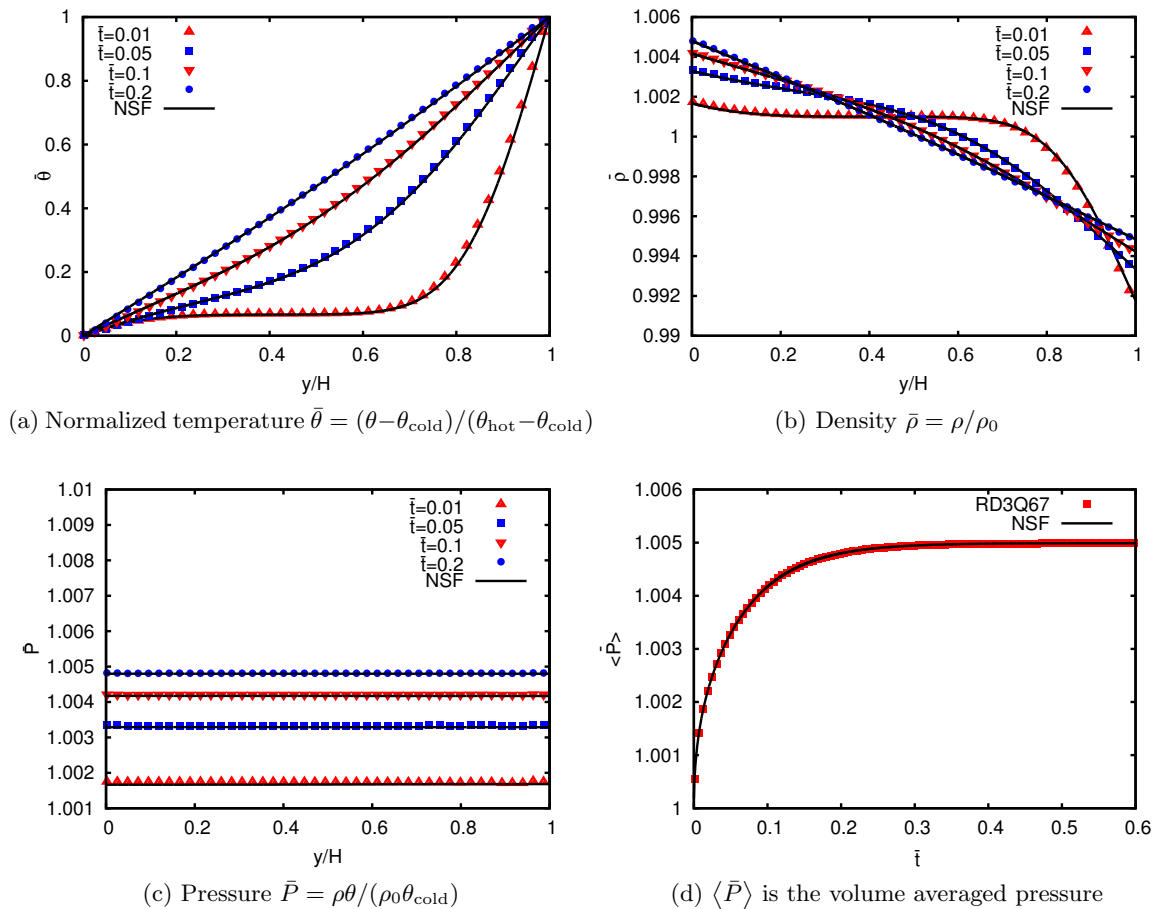 1
0.8
0.6
0.4
0.2
0
θ̄
t̄=0.01
t̄=0.05
t̄=0.1
t̄=0.2
NSF
0 0.2 0.4 0.6 0.8 1
y/H
(a) Normalized temperature θ̄ = (θ−θcold)/(θhot−θcold)
1.006
1.004
1.002
1
0.998
0.996
0.994
0.992
0.99
ρ̄
t̄=0.01
t̄=0.05
t̄=0.1
t̄=0.2
NSF
0 0.2 0.4 0.6 0.8 1
y/H
(b) Density ρ̄ = ρ/ρ0
1.01
1.009
1.008
1.007
1.006
1.005
1.004
1.003
1.002
1.001
P̄
t̄=0.01
t̄=0.05
t̄=0.1
t̄=0.2
NSF
0 0.2 0.4 0.6 0.8 1
y/H
(c) Pressure P̄ = ρθ/(ρ0θcold)
1.006
1.005
1.004
1.003
1.002
1.001
1
<P̄>
RD3Q67
NSF
0 0.1 0.2 0.3 0.4 0.5 0.6
t̄
(d) ⟨P̄⟩ is the volume averaged pressure